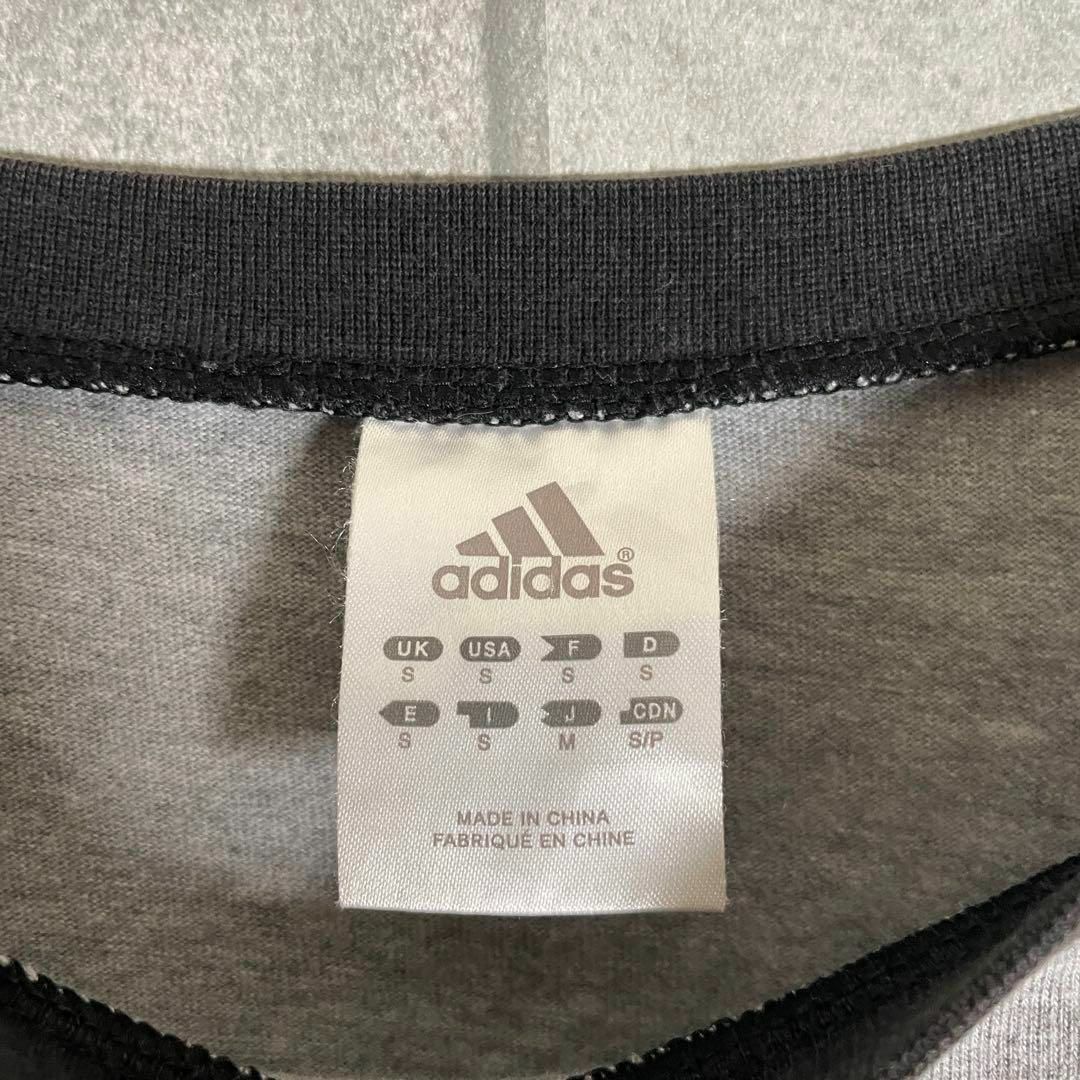 adidas®
UK USA F D
S S S S
E I J CDN
S S M S/P
MADE IN CHINA
FABRIQUÉ EN CHINE